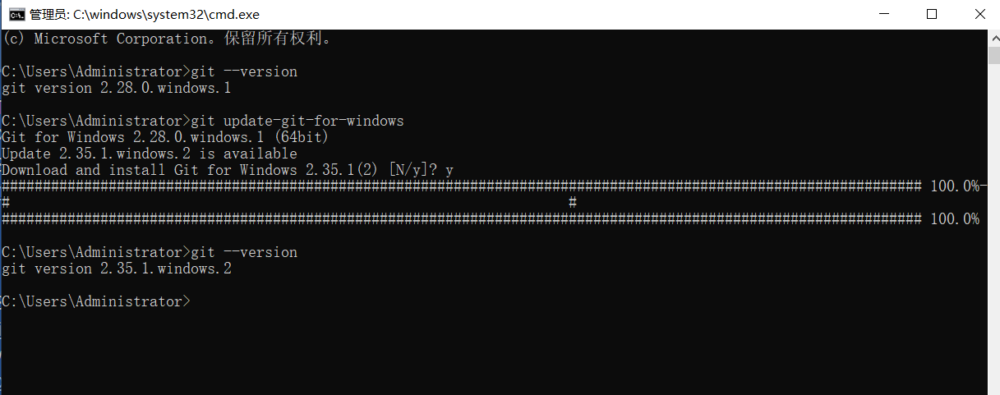 管理员: C:\windows\system32\cmd.exe
(c) Microsoft Corporation。保留所有权利。
C:\Users\Administrator>git --version
git version 2.28.0.windows.1
C:\Users\Administrator>git update-git-for-windows
Git for Windows 2.28.0.windows.1 (64bit)
Update 2.35.1.windows.2 is available
Download and install Git for Windows 2.35.1(2) [N/y]? y
################################################################################################################ 100.0%-
#                                                                    #
################################################################################################################ 100.0%
C:\Users\Administrator>git --version
git version 2.35.1.windows.2
C:\Users\Administrator>